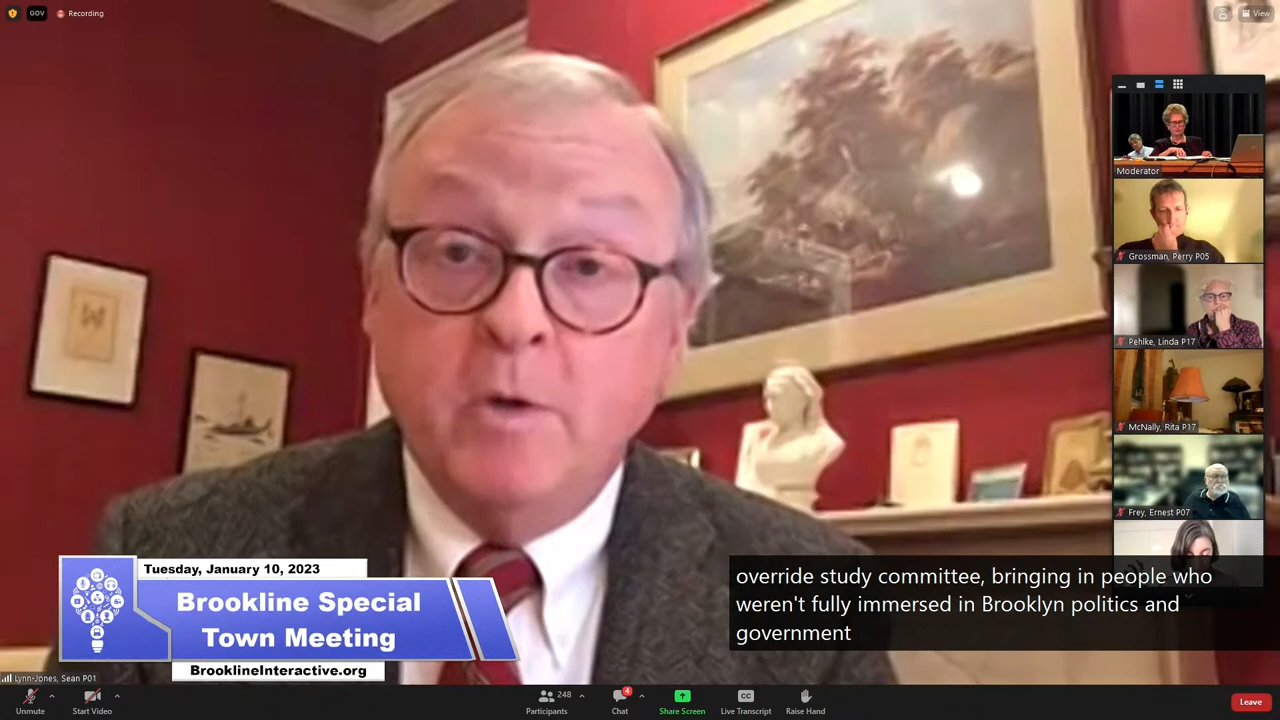 GOV
Recording
View
Moderator
Grossman, Perry P05
Pehlke, Linda P17
McNally, Rita P17
Frey, Ernest P07
override study committee, bringing in people who
weren't fully immersed in Brooklyn politics and
government
Tuesday, January 10, 2023
Brookline Special
Town Meeting
BrooklineInteractive.org
Lynn-Jones, Sean P01
Unmute
Start Video
248
Participants
4
Chat
Share Screen
CC
Live Transcript
Raise Hand
Leave